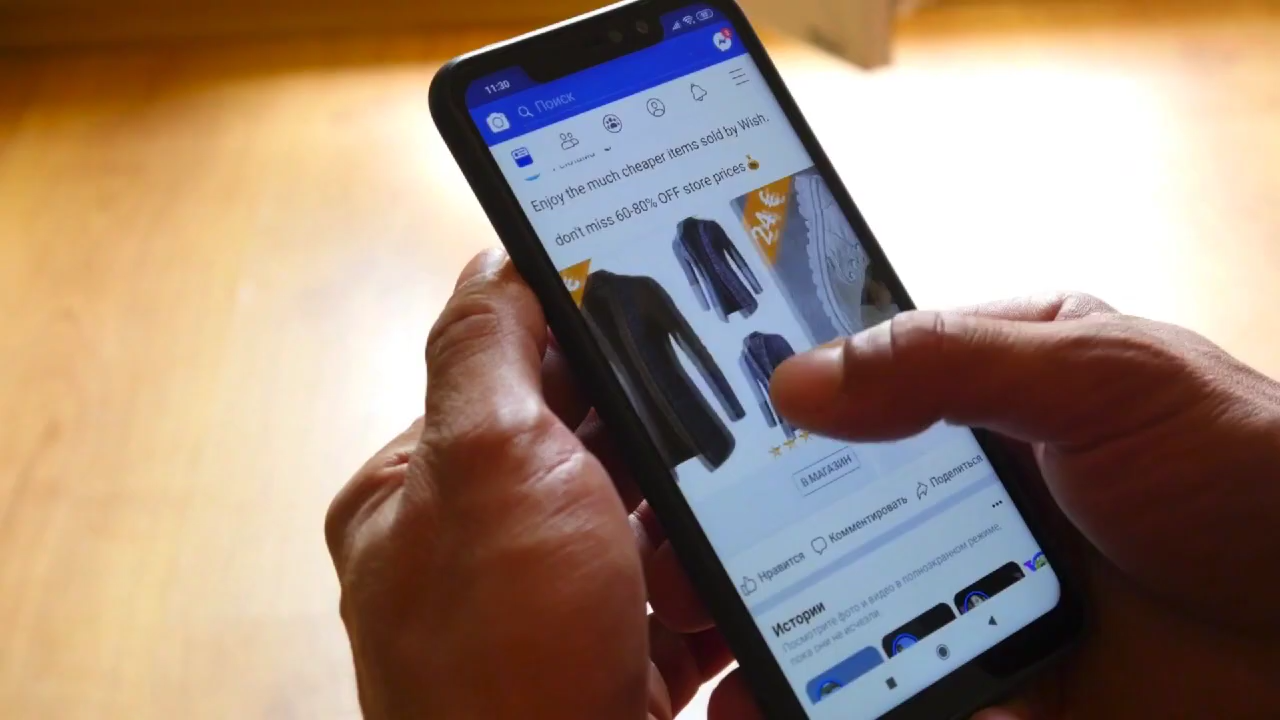 11:30
Поиск
Enjoy the much cheaper items sold by Wish.
don't miss 60-80% OFF store prices
24 €
€
В МАГАЗИН
Нравится
Комментировать
Поделиться
Истории
Посмотрите фото и видео в полноэкранном режиме,
пока они не исчезли.